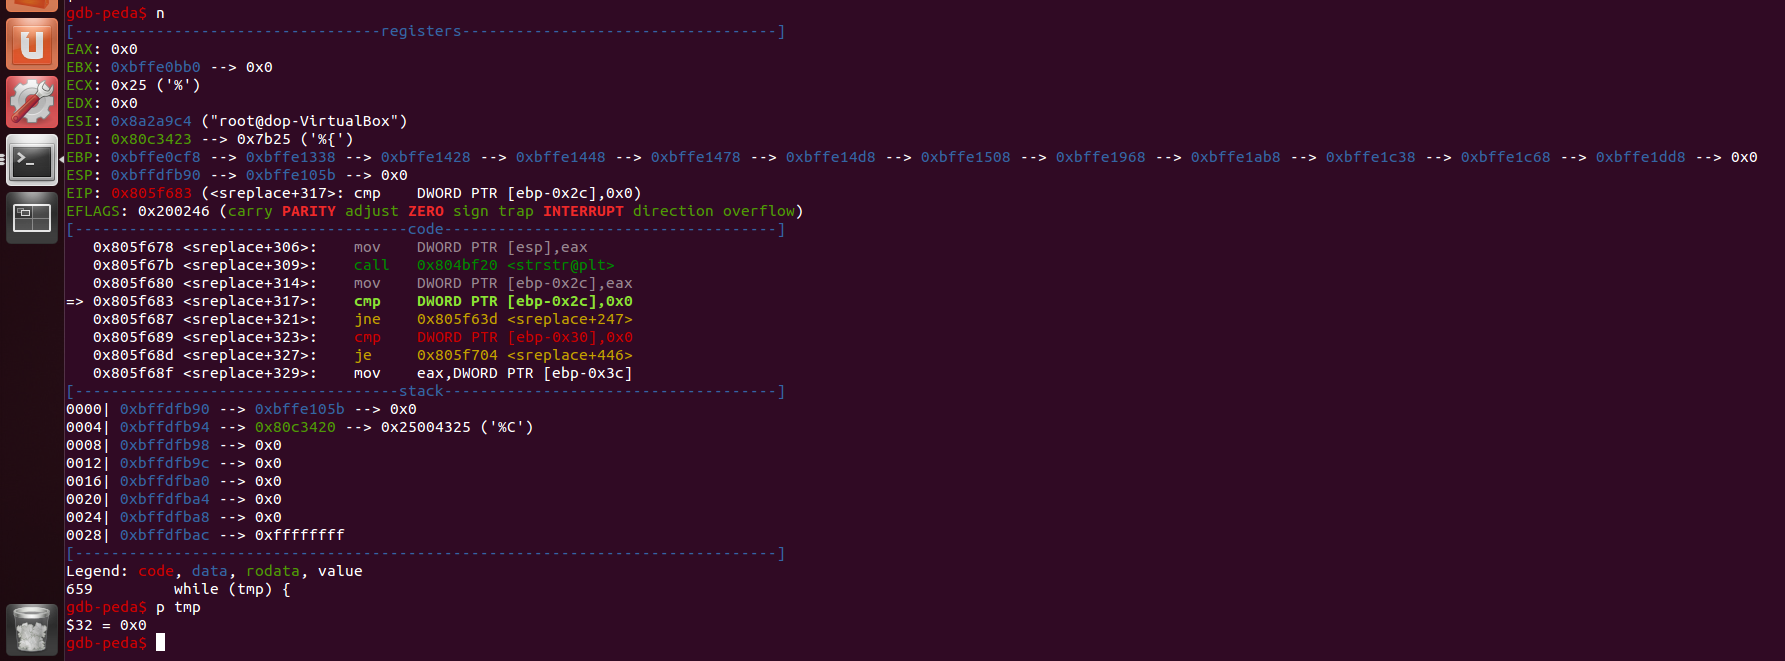 gdb-peda$ n
[----------------------------------registers-----------------------------------]
EAX: 0x0
EBX: 0xbffe0bb0 --> 0x0
ECX: 0x25 ('%')
EDX: 0x0
ESI: 0x8a2a9c4 ("root@dop-VirtualBox")
EDI: 0x80c3423 --> 0x7b25 ('%{')
EBP: 0xbffe0cf8 --> 0xbffe1338 --> 0xbffe1428 --> 0xbffe1448 --> 0xbffe1478 --> 0xbffe14d8 --> 0xbffe1508 --> 0xbffe1968 --> 0xbffe1ab8 --> 0xbffe1c38 --> 0xbffe1c68 --> 0xbffe1dd8 --> 0x0
ESP: 0xbffdfb90 --> 0xbffe105b --> 0x0
EIP: 0x805f683 (<sreplace+317>: cmp    DWORD PTR [ebp-0x2c],0x0)
EFLAGS: 0x200246 (carry PARITY adjust ZERO sign trap INTERRUPT direction overflow)
[-------------------------------------code-------------------------------------]
   0x805f678 <sreplace+306>:    mov    DWORD PTR [esp],eax
   0x805f67b <sreplace+309>:    call   0x804bf20 <strstr@plt>
   0x805f680 <sreplace+314>:    mov    DWORD PTR [ebp-0x2c],eax
=> 0x805f683 <sreplace+317>:    cmp    DWORD PTR [ebp-0x2c],0x0
   0x805f687 <sreplace+321>:    jne    0x805f63d <sreplace+247>
   0x805f689 <sreplace+323>:    cmp    DWORD PTR [ebp-0x30],0x0
   0x805f68d <sreplace+327>:    je     0x805f704 <sreplace+446>
   0x805f68f <sreplace+329>:    mov    eax,DWORD PTR [ebp-0x3c]
[------------------------------------stack-------------------------------------]
0000| 0xbffdfb90 --> 0xbffe105b --> 0x0
0004| 0xbffdfb94 --> 0x80c3420 --> 0x25004325 ('%C')
0008| 0xbffdfb98 --> 0x0
0012| 0xbffdfb9c --> 0x0
0016| 0xbffdfba0 --> 0x0
0020| 0xbffdfba4 --> 0x0
0024| 0xbffdfba8 --> 0x0
0028| 0xbffdfbac --> 0xffffffff
[------------------------------------------------------------------------------]
Legend: code, data, rodata, value
659         while (tmp) {
gdb-peda$ p tmp
$32 = 0x0
gdb-peda$